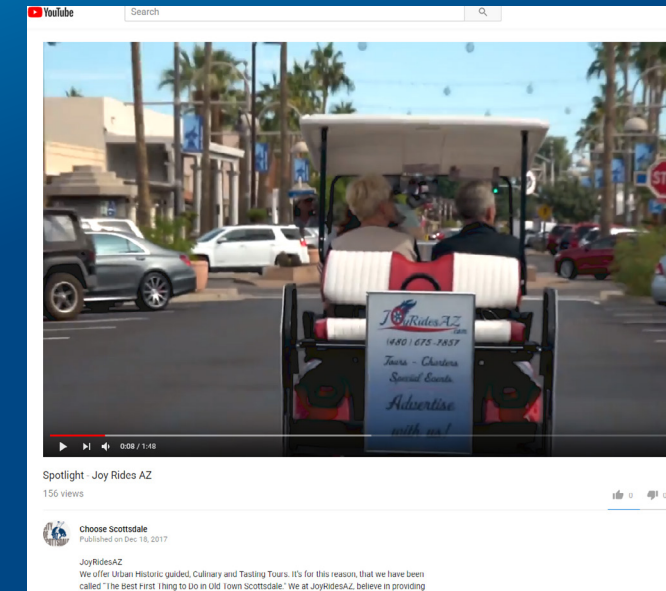 YouTube
Search
STO
JoyRidesAZ
.com
(480) 675-7857
Tours - Charters
Special Events
Advertise
with us!
0:08 / 1:48
Spotlight - Joy Rides AZ
156 views
0
0
Choose Scottsdale
Published on Dec 18, 2017
JoyRidesAZ
We offer Urban Historic guided, Culinary and Tasting Tours. It's for this reason, that we have been
called "The Best First Thing to Do in Old Town Scottsdale." We at JoyRidesAZ, believe in providing